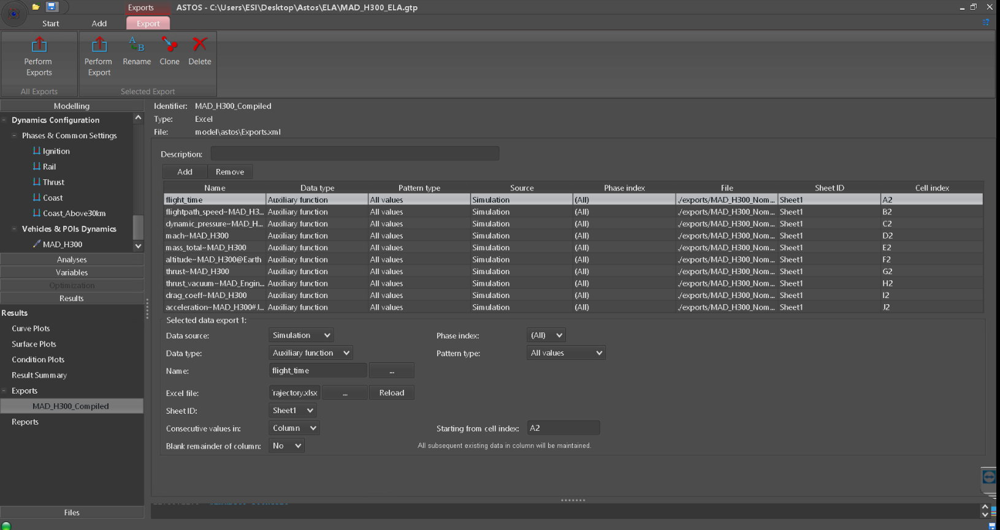 Exports ASTOS - C:\Users\ESI\Desktop\Astos\ELA\MAD_H300_ELA.gtp
Start Add Export
Perform Exports
Perform Export
Rename
Clone
Delete
All Exports
Selected Export
Modelling
Dynamics Configuration
Phases & Common Settings
Ignition
Rail
Thrust
Coast
Coast_Above30km
Vehicles & POIs Dynamics
MAD_H300
Analyses
Variables
Optimization
Results
Results
Curve Plots
Surface Plots
Condition Plots
Result Summary
Exports
MAD_H300_Compiled
Reports
Files
Identifier: MAD_H300_Compiled
Type: Excel
File: model\astos\Exports.xml
Description:
Add Remove
Name Data type Pattern type Source Phase index File Sheet ID Cell index
flight_time Auxiliary function All values Simulation (All) ./exports/MAD_H300_Nom... Sheet1 A2
flightpath_speed~MAD_H3... Auxiliary function All values Simulation (All) ./exports/MAD_H300_Nom... Sheet1 B2
dynamic_pressure~MAD_H... Auxiliary function All values Simulation (All) ./exports/MAD_H300_Nom... Sheet1 C2
mach~MAD_H300 Auxiliary function All values Simulation (All) ./exports/MAD_H300_Nom... Sheet1 D2
mass_total~MAD_H300 Auxiliary function All values Simulation (All) ./exports/MAD_H300_Nom... Sheet1 E2
altitude~MAD_H300@Earth Auxiliary function All values Simulation (All) ./exports/MAD_H300_Nom... Sheet1 F2
thrust~MAD_H300 Auxiliary function All values Simulation (All) ./exports/MAD_H300_Nom... Sheet1 G2
thrust_vacuum~MAD_Engin... Auxiliary function All values Simulation (All) ./exports/MAD_H300_Nom... Sheet1 H2
drag_coeff~MAD_H300 Auxiliary function All values Simulation (All) ./exports/MAD_H300_Nom... Sheet1 I2
acceleration~MAD_H300#J... Auxiliary function All values Simulation (All) ./exports/MAD_H300_Nom... Sheet1 J2
Selected data export 1:
Data source: Simulation Phase index: (All)
Data type: Auxiliary function Pattern type: All values
Name: flight_time ...
Excel file: rajectory.xlsx ... Reload
Sheet ID: Sheet1
Consecutive values in: Column Starting from cell index: A2
Blank remainder of column: No All subsequent existing data in column will be maintained.